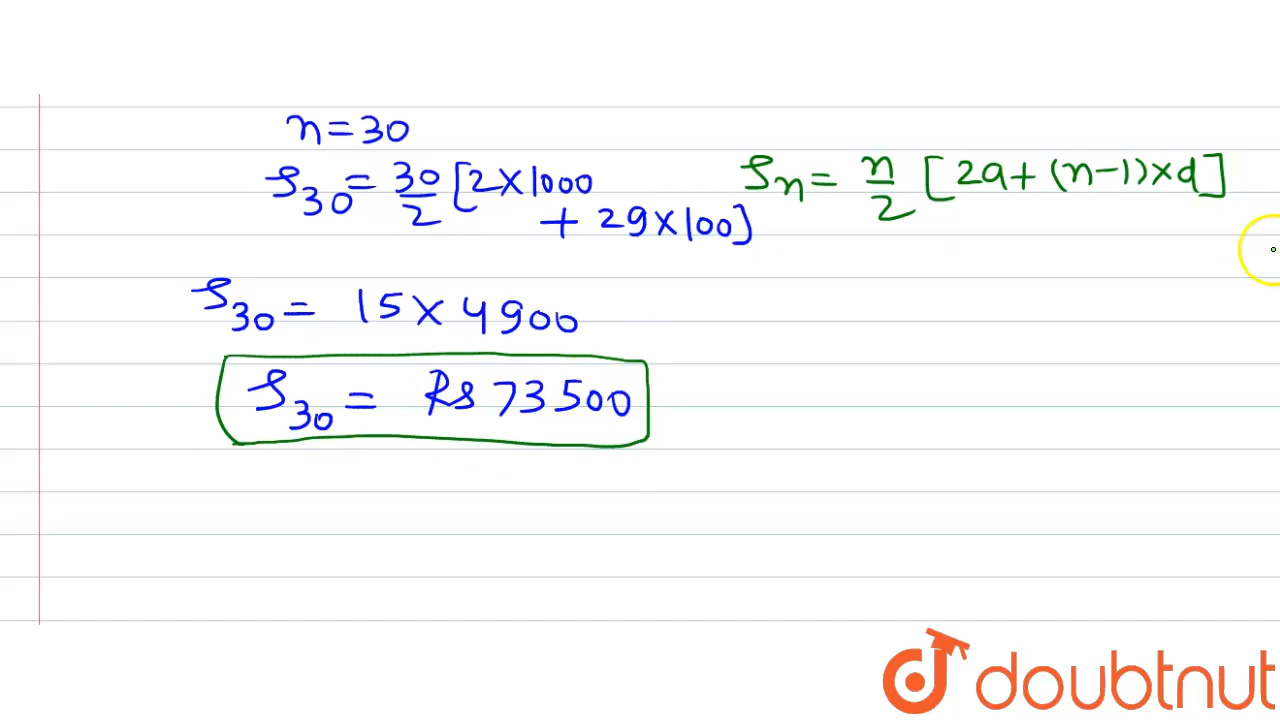 n=30
S₃₀ = 30/2 [2×1000
+ 29×100]
Sₙ = n/2 [2a+(n-1)×d]
S₃₀ = 15×4900
S₃₀ = Rs 73500
doubtnut